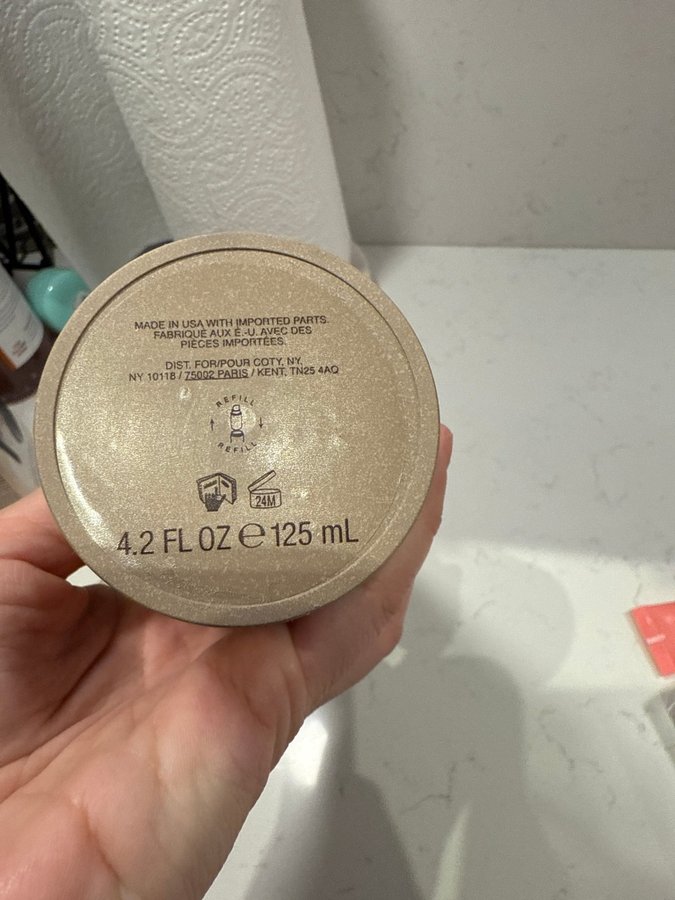 MADE IN USA WITH IMPORTED PARTS.
FABRIQUÉ AUX É.-U. AVEC DES
PIÈCES IMPORTÉES.
DIST. FOR/POUR COTY, NY,
NY 10118 / 75002 PARIS / KENT, TN25 4AQ
REFILL
REFILL
24M
4.2 FL OZ ℮ 125 mL